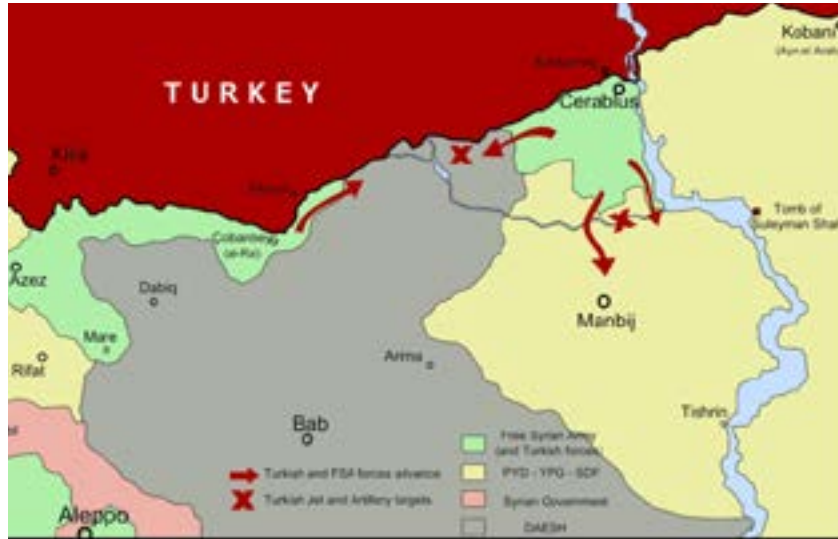 Kobani
TURKEY
Cerablus
Kilis
Tomb of
Cobanbey
(al-Rai)
Azez
Dabiq
Manbij
Mare
Rifat
Arima
Tishrin
Bab
Free Syrian Army
(and Turkish forces)
Turkish and FSA forces advance
PYD - YPG - SDF
Turkish Jet and Artillery targets
Syrian Government
Aleppo
DAESH